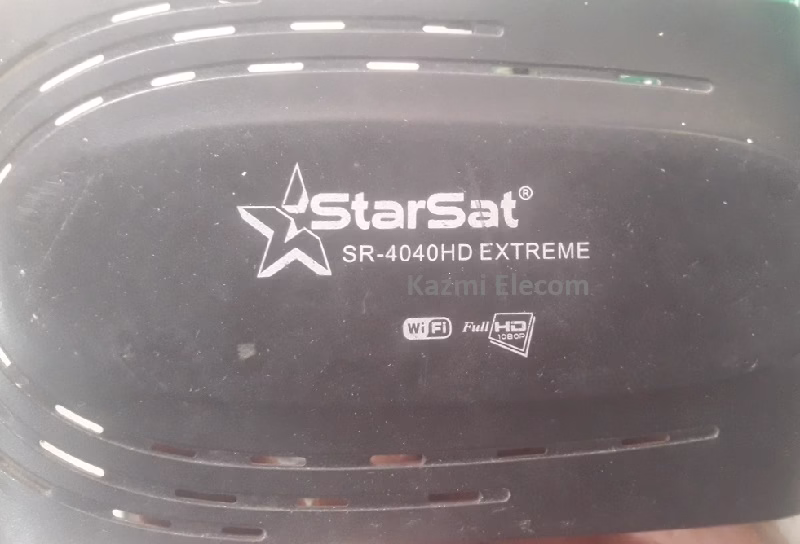 StarSat®
SR-4040HD EXTREME
Kazmi Elecom
WiFi Full HD 1080P